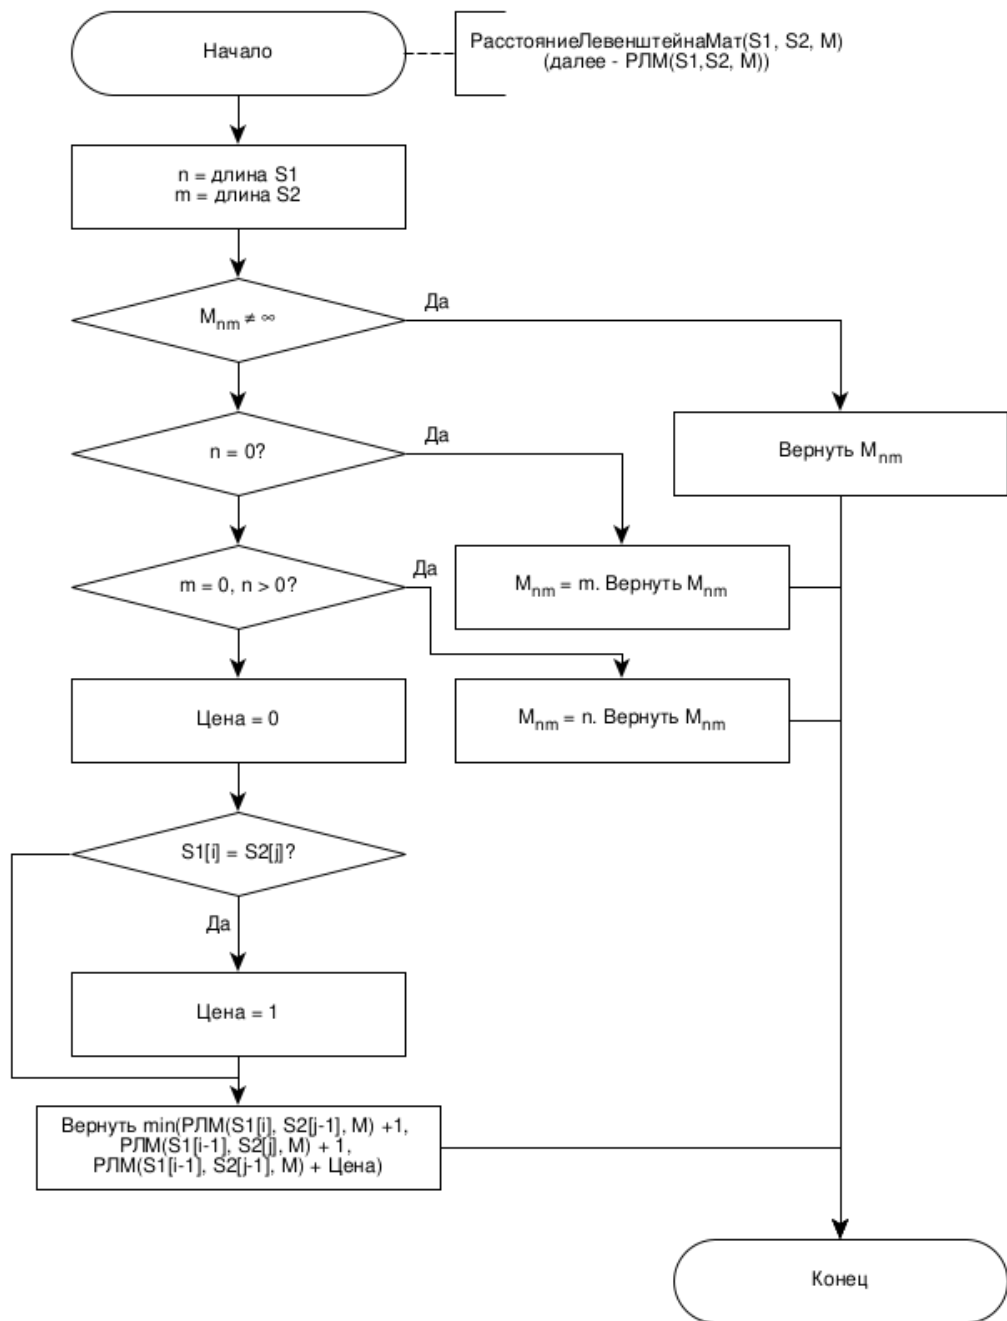 Начало
РасстояниеЛевенштейнаМат(S1, S2, M)
(далее - РЛМ(S1,S2, M))
n = длина S1
m = длина S2
Mnm ≠ ∞
Да
n = 0?
Да
Вернуть Mnm
m = 0, n > 0?
Да
Mnm = m. Вернуть Mnm
Цена = 0
Mnm = n. Вернуть Mnm
S1[i] = S2[j]?
Да
Цена = 1
Вернуть min(РЛМ(S1[i], S2[j-1], M) +1,
РЛМ(S1[i-1], S2[j], M) + 1,
РЛМ(S1[i-1], S2[j-1], M) + Цена)
Конец